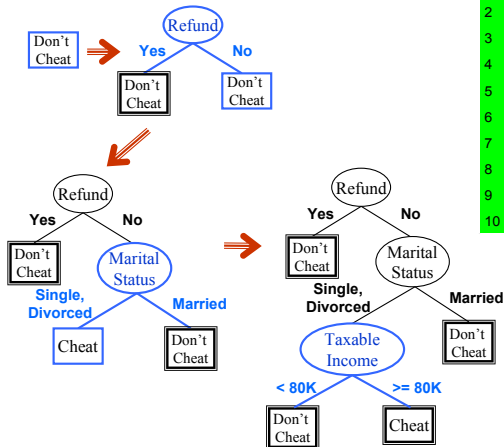 Don't
Cheat
Refund
Yes
No
Don't
Cheat
Don't
Cheat
2
3
4
5
6
7
8
9
10
Refund
Yes
No
Don't
Cheat
Marital
Status
Single,
Divorced
Married
Cheat
Don't
Cheat
Refund
Yes
No
Don't
Cheat
Marital
Status
Single,
Divorced
Married
Taxable
Income
Don't
Cheat
< 80K
>= 80K
Don't
Cheat
Cheat